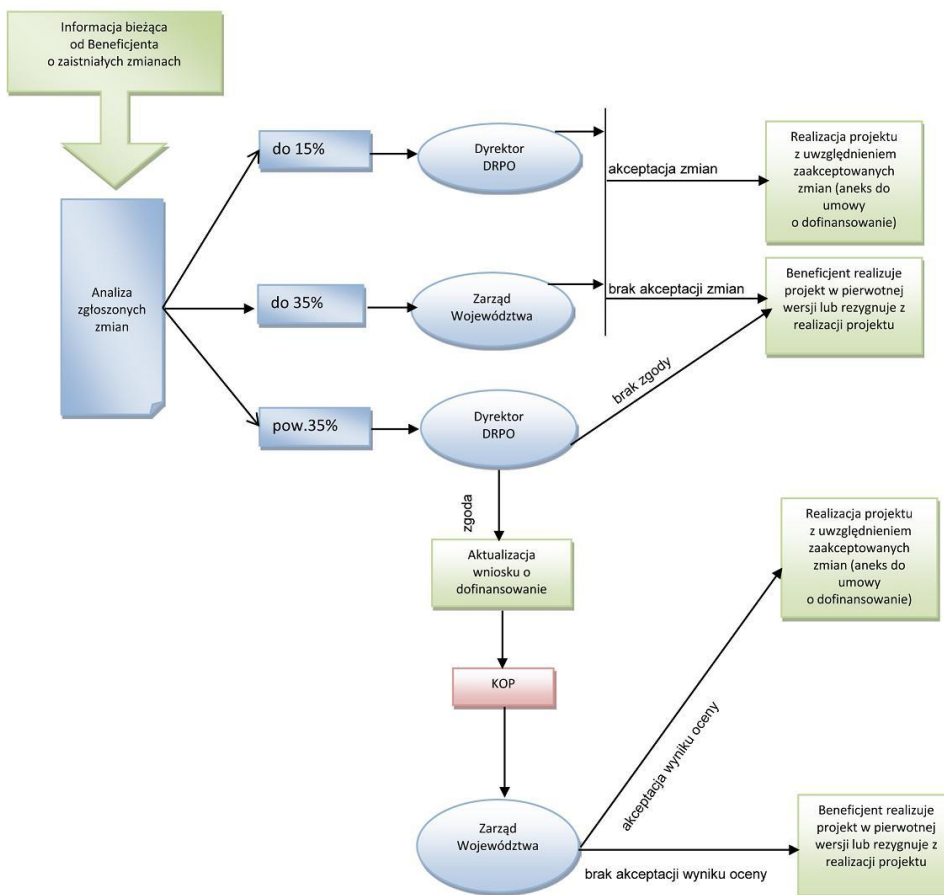 Informacja bieżąca
od Beneficjenta
o zaistniałych zmianach
Analiza
zgłoszonych
zmian
do 15%
Dyrektor
DRPO
akceptacja zmian
Realizacja projektu
z uwzględnieniem
zaakceptowanych
zmian (aneks do
umowy
o dofinansowanie)
do 35%
Zarząd
Województwa
brak akceptacji zmian
Beneficjent realizuje
projekt w pierwotnej
wersji lub rezygnuje z
realizacji projektu
pow.35%
Dyrektor
DRPO
brak zgody
zgoda
Aktualizacja
wniosku o
dofinansowanie
KOP
Zarząd
Województwa
akceptacja wyniku oceny
Realizacja projektu
z uwzględnieniem
zaakceptowanych
zmian (aneks do
umowy
o dofinansowanie)
brak akceptacji wyniku oceny
Beneficjent realizuje
projekt w pierwotnej
wersji lub rezygnuje z
realizacji projektu